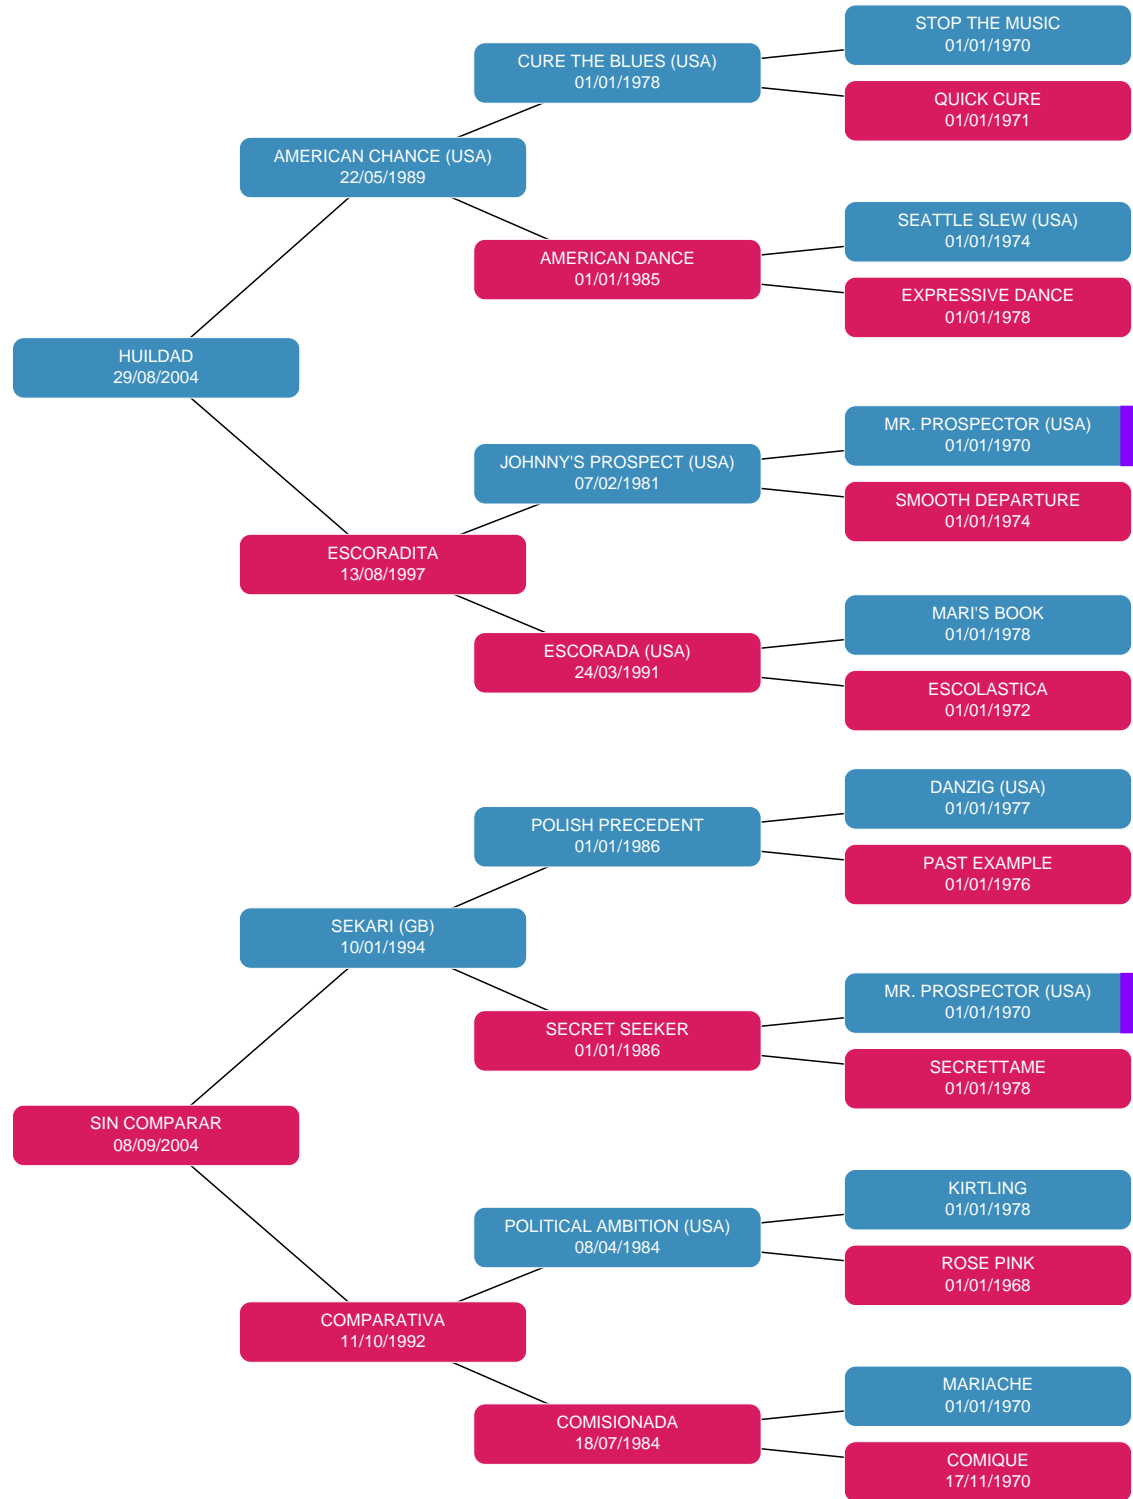 STOP THE MUSIC
01/01/1970
CURE THE BLUES (USA)
01/01/1978
QUICK CURE
01/01/1971
AMERICAN CHANCE (USA)
22/05/1989
SEATTLE SLEW (USA)
01/01/1974
AMERICAN DANCE
01/01/1985
EXPRESSIVE DANCE
01/01/1978
HUILDAD
29/08/2004
MR. PROSPECTOR (USA)
01/01/1970
JOHNNY'S PROSPECT (USA)
07/02/1981
SMOOTH DEPARTURE
01/01/1974
ESCORADITA
13/08/1997
MARI'S BOOK
01/01/1978
ESCORADA (USA)
24/03/1991
ESCOLASTICA
01/01/1972
DANZIG (USA)
01/01/1977
POLISH PRECEDENT
01/01/1986
PAST EXAMPLE
01/01/1976
SEKARI (GB)
10/01/1994
MR. PROSPECTOR (USA)
01/01/1970
SECRET SEEKER
01/01/1986
SECRETTAME
01/01/1978
SIN COMPARAR
08/09/2004
KIRTLING
01/01/1978
POLITICAL AMBITION (USA)
08/04/1984
ROSE PINK
01/01/1968
COMPARATIVA
11/10/1992
MARIACHE
01/01/1970
COMISIONADA
18/07/1984
COMIQUE
17/11/1970